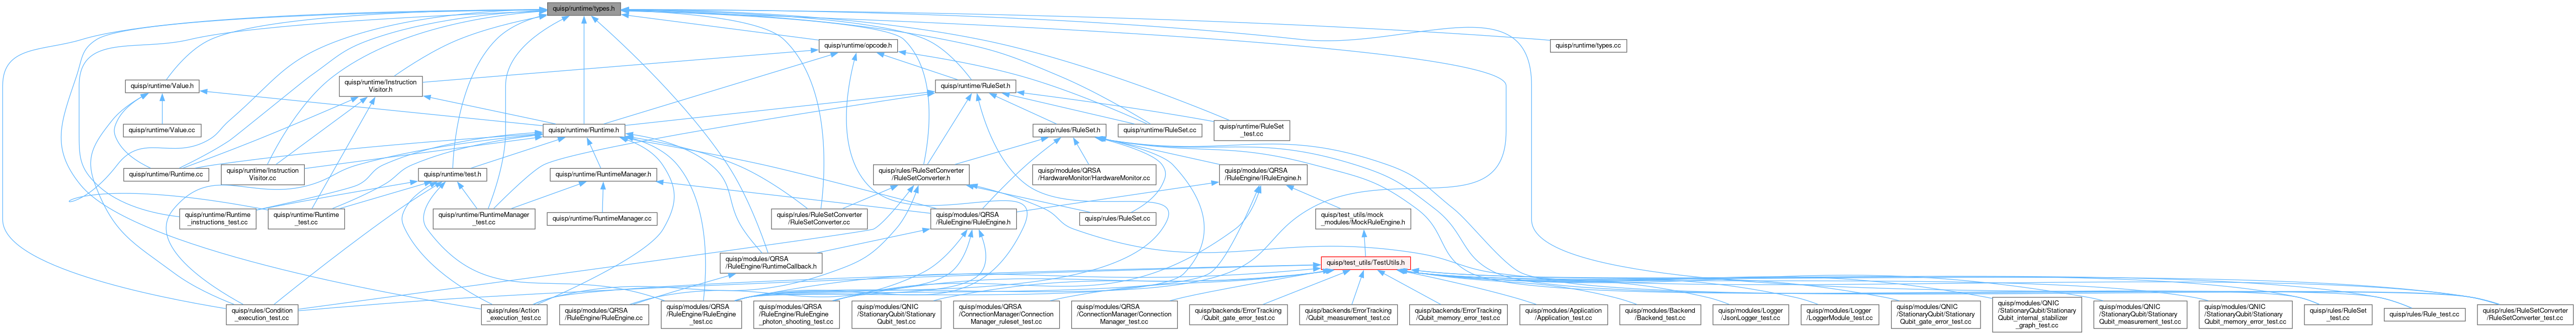 quisp/runtime/types.h
quisp/runtime/opcode.h
quisp/runtime/types.cc
quisp/runtime/Value.h
quisp/runtime/Instruction
Visitor.h
quisp/runtime/RuleSet.h
quisp/runtime/Value.cc
quisp/runtime/Runtime.h
quisp/rules/RuleSet.h
quisp/runtime/RuleSet.cc
quisp/runtime/RuleSet
_test.cc
quisp/runtime/Runtime.cc
quisp/runtime/Instruction
Visitor.cc
quisp/runtime/test.h
quisp/runtime/RuntimeManager.h
quisp/rules/RuleSetConverter
/RuleSetConverter.h
quisp/modules/QRSA
/HardwareMonitor/HardwareMonitor.cc
quisp/modules/QRSA
/RuleEngine/IRuleEngine.h
quisp/runtime/Runtime
_instructions_test.cc
quisp/runtime/Runtime
_test.cc
quisp/runtime/RuntimeManager
_test.cc
quisp/runtime/RuntimeManager.cc
quisp/rules/RuleSetConverter
/RuleSetConverter.cc
quisp/modules/QRSA
/RuleEngine/RuleEngine.h
quisp/rules/RuleSet.cc
quisp/test_utils/mock
_modules/MockRuleEngine.h
quisp/modules/QRSA
/RuleEngine/RuntimeCallback.h
quisp/test_utils/TestUtils.h
quisp/rules/Condition
_execution_test.cc
quisp/rules/Action
_execution_test.cc
quisp/modules/QRSA
/RuleEngine/RuleEngine.cc
quisp/modules/QRSA
/RuleEngine/RuleEngine
_test.cc
quisp/modules/QRSA
/RuleEngine/RuleEngine
_photon_shooting_test.cc
quisp/modules/QNIC
/StationaryQubit/Stationary
Qubit_test.cc
quisp/modules/QRSA
/ConnectionManager/Connection
Manager_ruleset_test.cc
quisp/modules/QRSA
/ConnectionManager/Connection
Manager_test.cc
quisp/backends/ErrorTracking
/Qubit_gate_error_test.cc
quisp/backends/ErrorTracking
/Qubit_measurement_test.cc
quisp/backends/ErrorTracking
/Qubit_memory_error_test.cc
quisp/modules/Application
/Application_test.cc
quisp/modules/Backend
/Backend_test.cc
quisp/modules/Logger
/JsonLogger_test.cc
quisp/modules/Logger
/LoggerModule_test.cc
quisp/modules/QNIC
/StationaryQubit/Stationary
Qubit_gate_error_test.cc
quisp/modules/QNIC
/StationaryQubit/Stationary
Qubit_internal_stabilizer
_graph_test.cc
quisp/modules/QNIC
/StationaryQubit/Stationary
Qubit_measurement_test.cc
quisp/modules/QNIC
/StationaryQubit/Stationary
Qubit_memory_error_test.cc
quisp/rules/RuleSet
_test.cc
quisp/rules/Rule_test.cc
quisp/rules/RuleSetConverter
/RuleSetConverter_test.cc